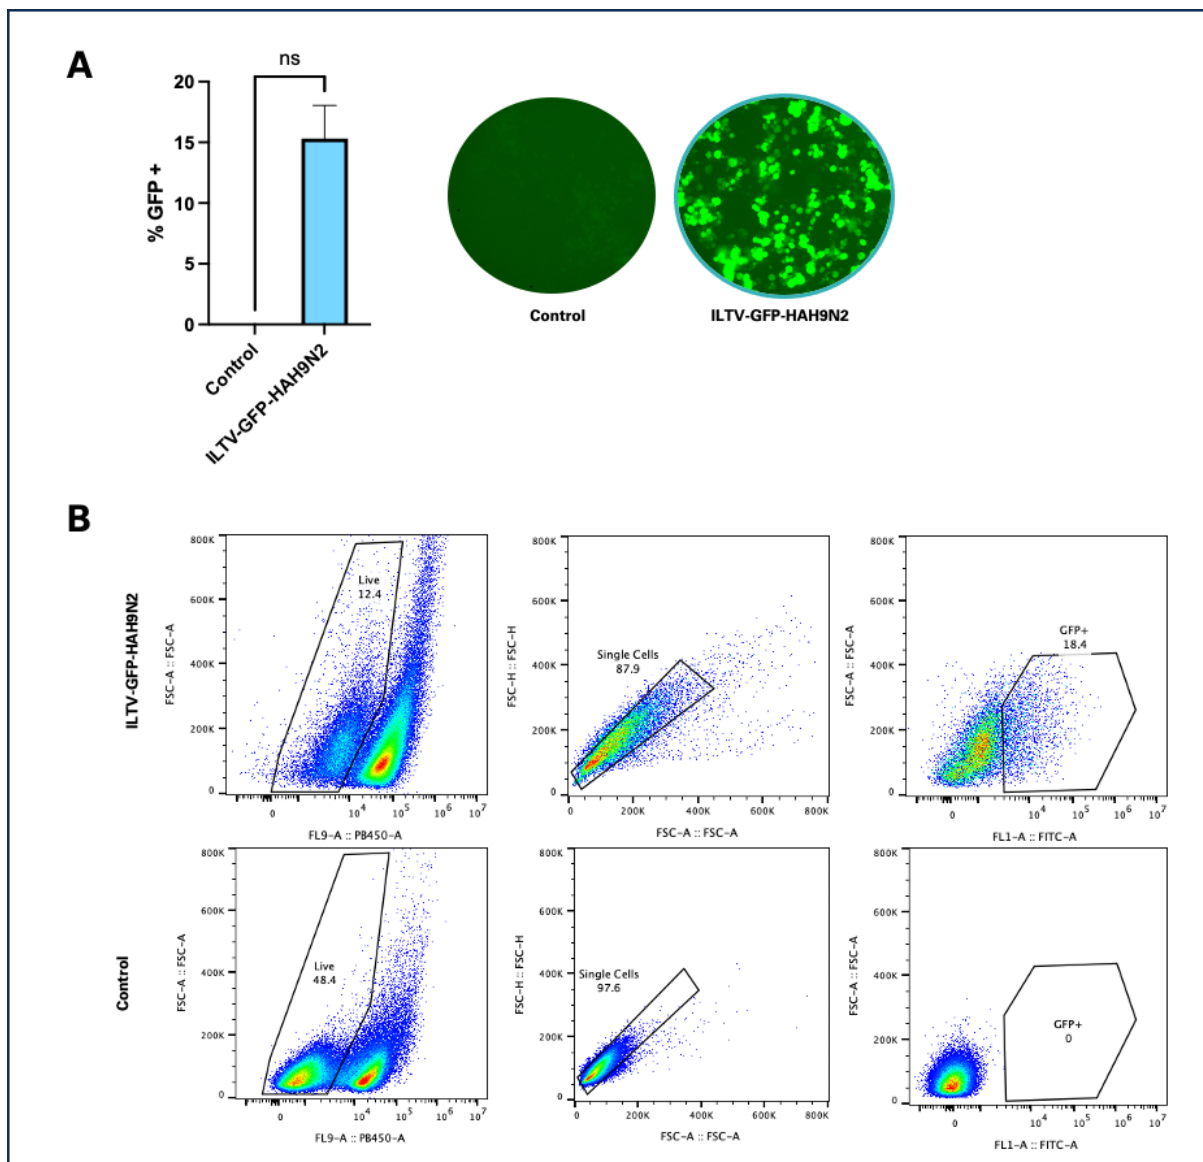 A
ns
% GFP +
20
15
10
5
0
Control
ILTV-GFP-HAH9N2
Control
ILTV-GFP-HAH9N2
B
ILTV-GFP-HAH9N2
FSC-A :: FSC-A
800K
600K
400K
200K
0
Live
12.4
0 10^4 10^5 10^6 10^7
FL9-A :: PB450-A
FSC-H :: FSC-H
800K
600K
400K
200K
0
Single Cells
87.9
0 200K 400K 600K 800K
FSC-A :: FSC-A
FSC-A :: FSC-A
800K
600K
400K
200K
0
GFP+
18.4
0 10^4 10^5 10^6 10^7
FL1-A :: FITC-A
Control
FSC-A :: FSC-A
800K
600K
400K
200K
0
Live
48.4
0 10^4 10^5 10^6 10^7
FL9-A :: PB450-A
FSC-H :: FSC-H
800K
600K
400K
200K
0
Single Cells
97.6
0 200K 400K 600K 800K
FSC-A :: FSC-A
FSC-A :: FSC-A
800K
600K
400K
200K
0
GFP+
0
0 10^4 10^5 10^6 10^7
FL1-A :: FITC-A